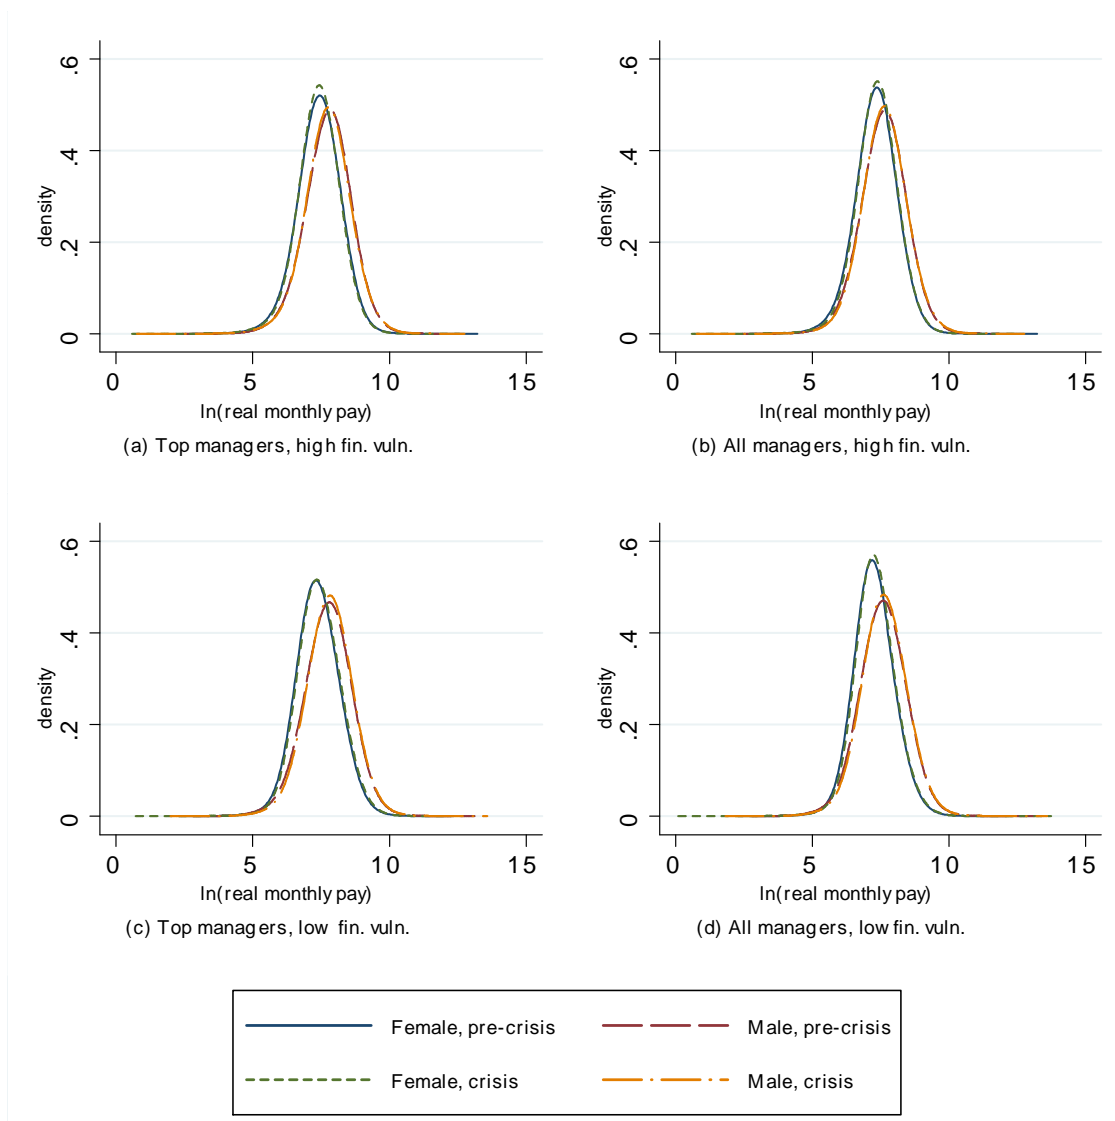 .6
.6
.4
.4
density
density
.2
.2
0
0
0 5 10 15
0 5 10 15
ln(real monthly pay)
ln(real monthly pay)
(a) Top managers, high fin. vuln.
(b) All managers, high fin. vuln.
.6
.6
.4
.4
density
density
.2
.2
0
0
0 5 10 15
0 5 10 15
ln(real monthly pay)
ln(real monthly pay)
(c) Top managers, low fin. vuln.
(d) All managers, low fin. vuln.
Female, pre-crisis
Male, pre-crisis
Female, crisis
Male, crisis